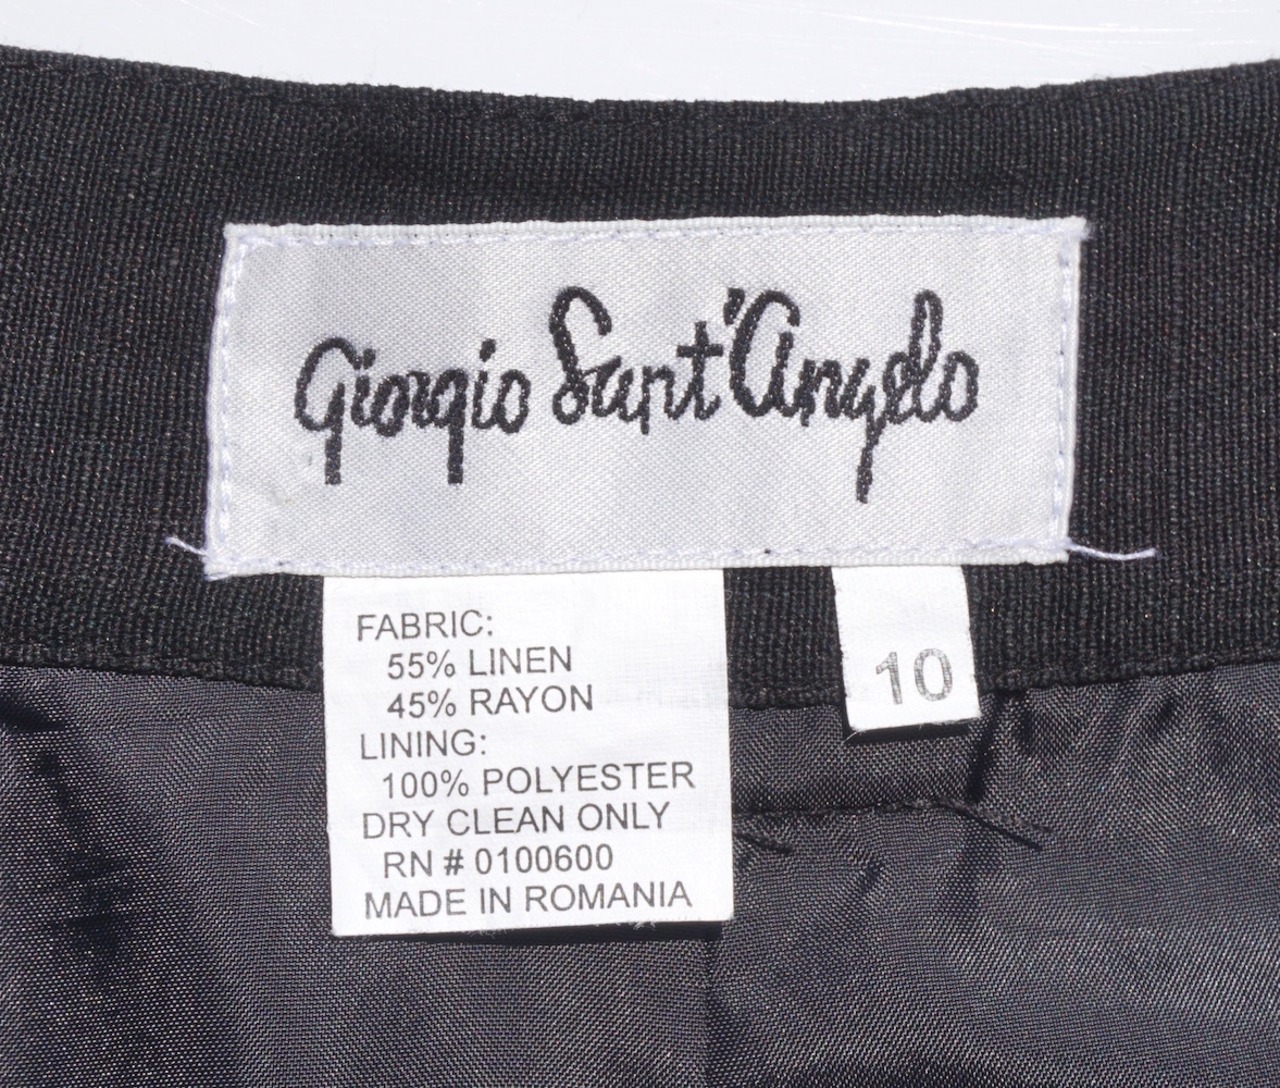 Giorgio Sant'Angelo
FABRIC:
55% LINEN
45% RAYON
LINING:
100% POLYESTER
DRY CLEAN ONLY
RN # 0100600
MADE IN ROMANIA
10